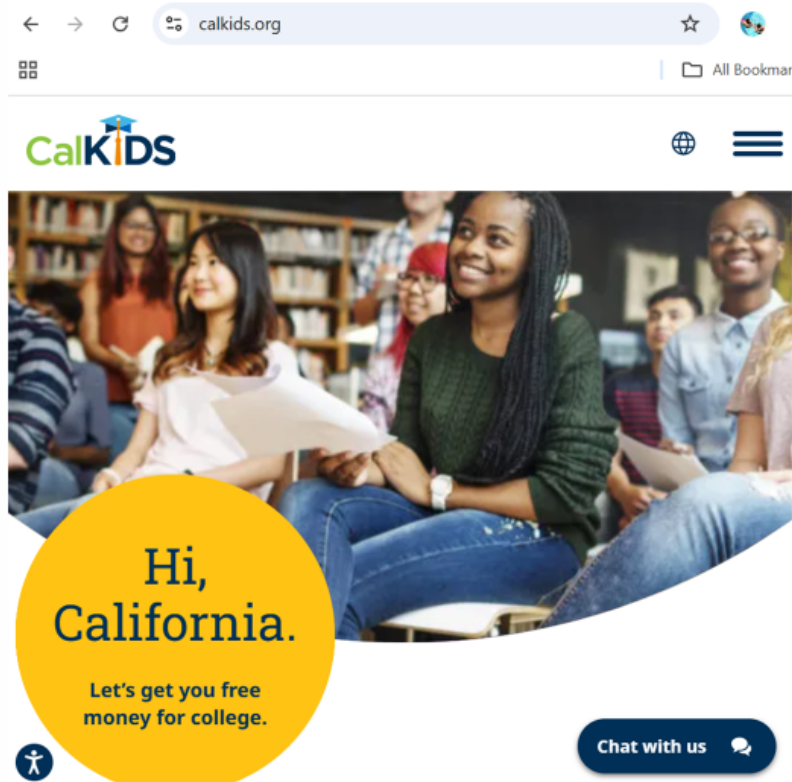 calkids.org
All Bookmar
CalKIDS
Hi,
California.
Let's get you free
money for college.
Chat with us